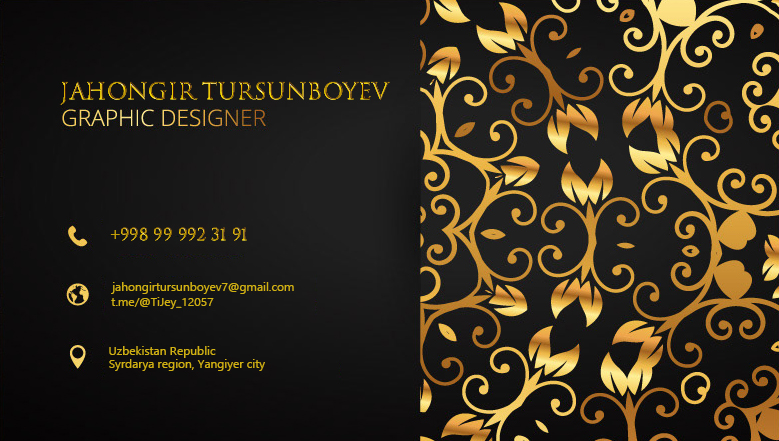 JAHONGIR TURSUNBOYEV
GRAPHIC DESIGNER
+998 99 992 31 91
jahongirtursunboyev7@gmail.com
t.me/@TiJey_12057
Uzbekistan Republic
Syrdarya region, Yangiyer city